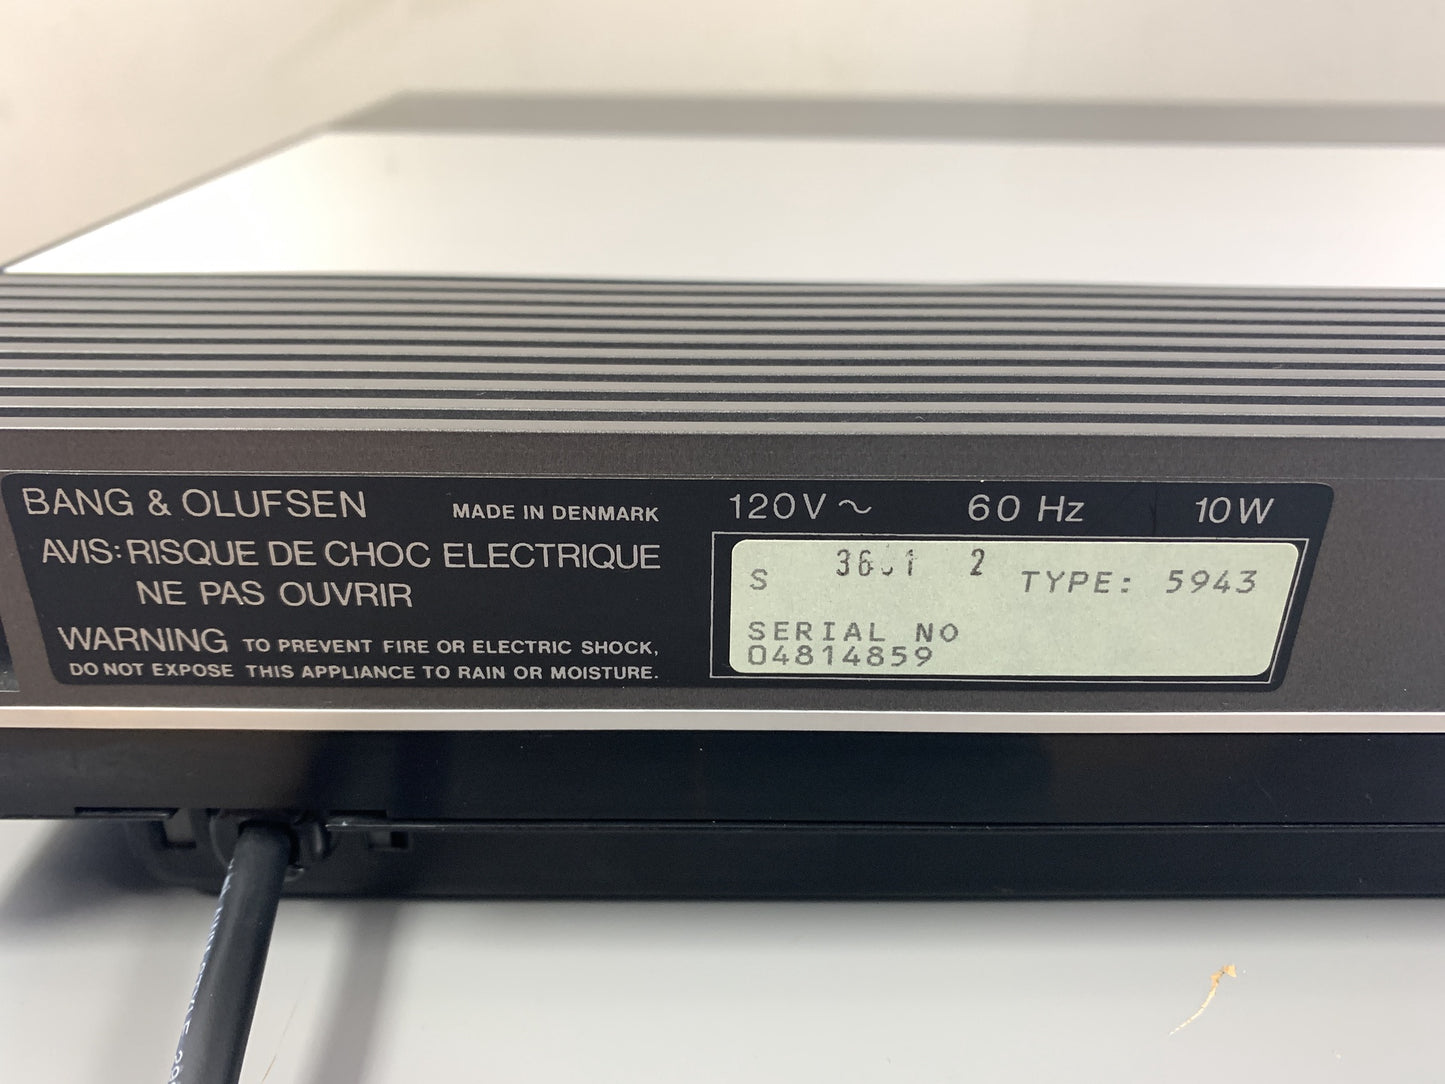 BANG & OLUFSEN MADE IN DENMARK 120V ~ 60 Hz 10W
AVIS: RISQUE DE CHOC ELECTRIQUE
NE PAS OUVRIR
WARNING TO PREVENT FIRE OR ELECTRIC SHOCK,
DO NOT EXPOSE THIS APPLIANCE TO RAIN OR MOISTURE.
S 2 TYPE: 5943
SERIAL NO
04814859